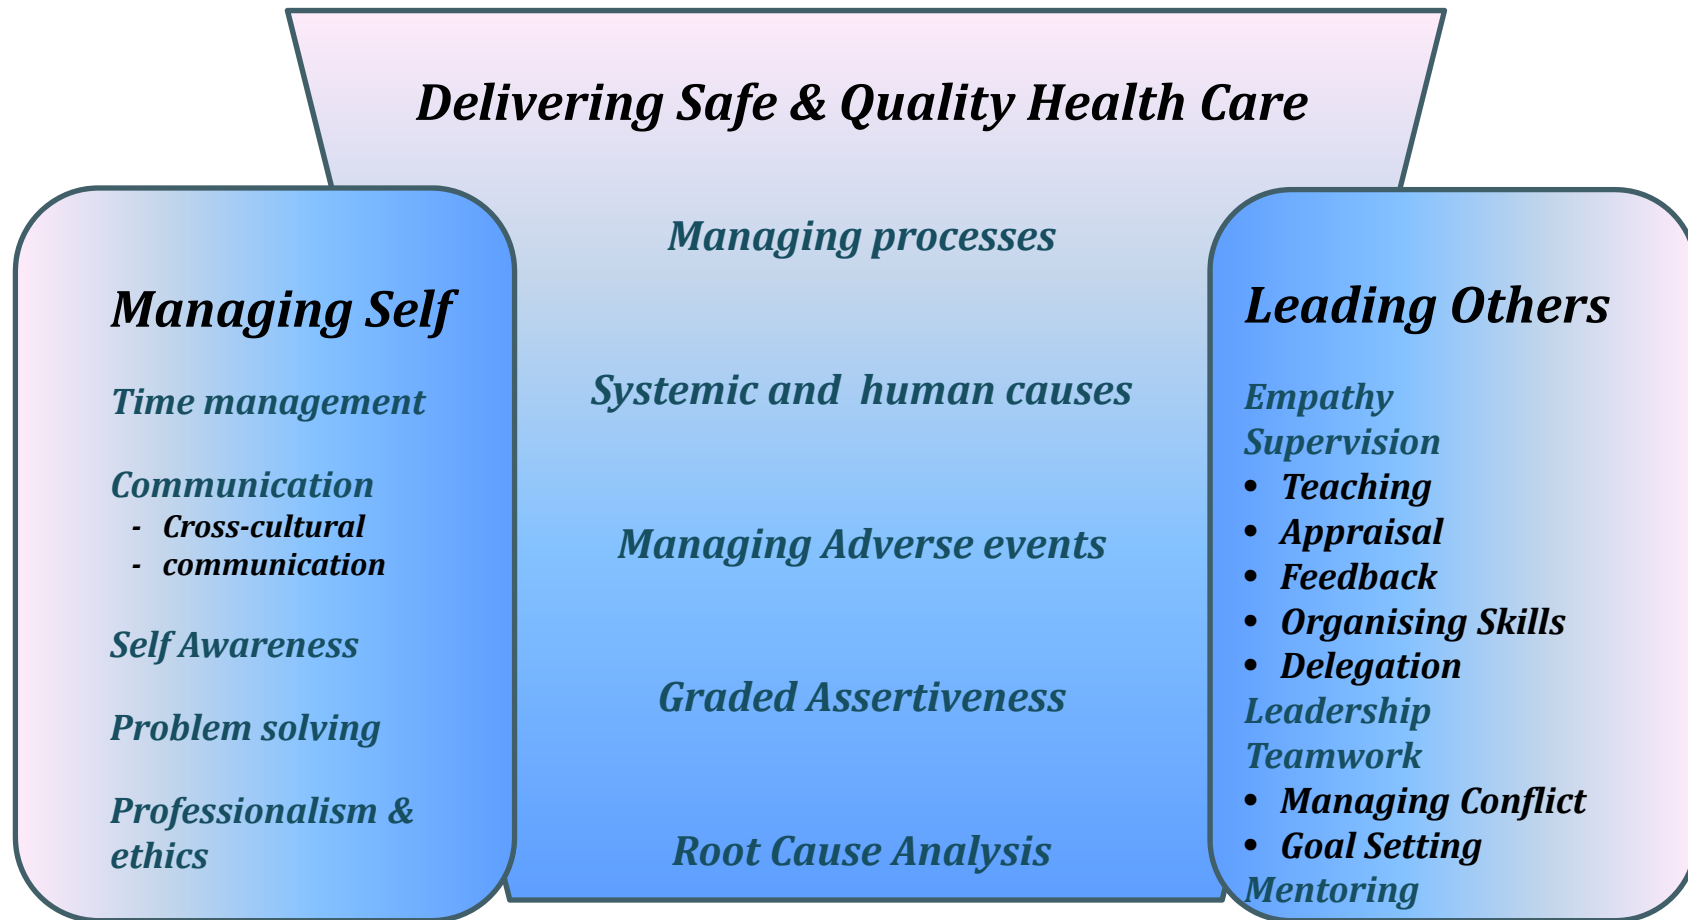 Delivering Safe & Quality Health Care
Managing processes
Systemic and  human causes
Managing Adverse events
Graded Assertiveness
Root Cause Analysis
Managing Self
Time management
Communication
- Cross-cultural
- communication
Self Awareness
Problem solving
Professionalism &
ethics
Leading Others
Empathy
Supervision
• Teaching
• Appraisal
• Feedback
• Organising Skills
• Delegation
Leadership
Teamwork
• Managing Conflict
• Goal Setting
Mentoring